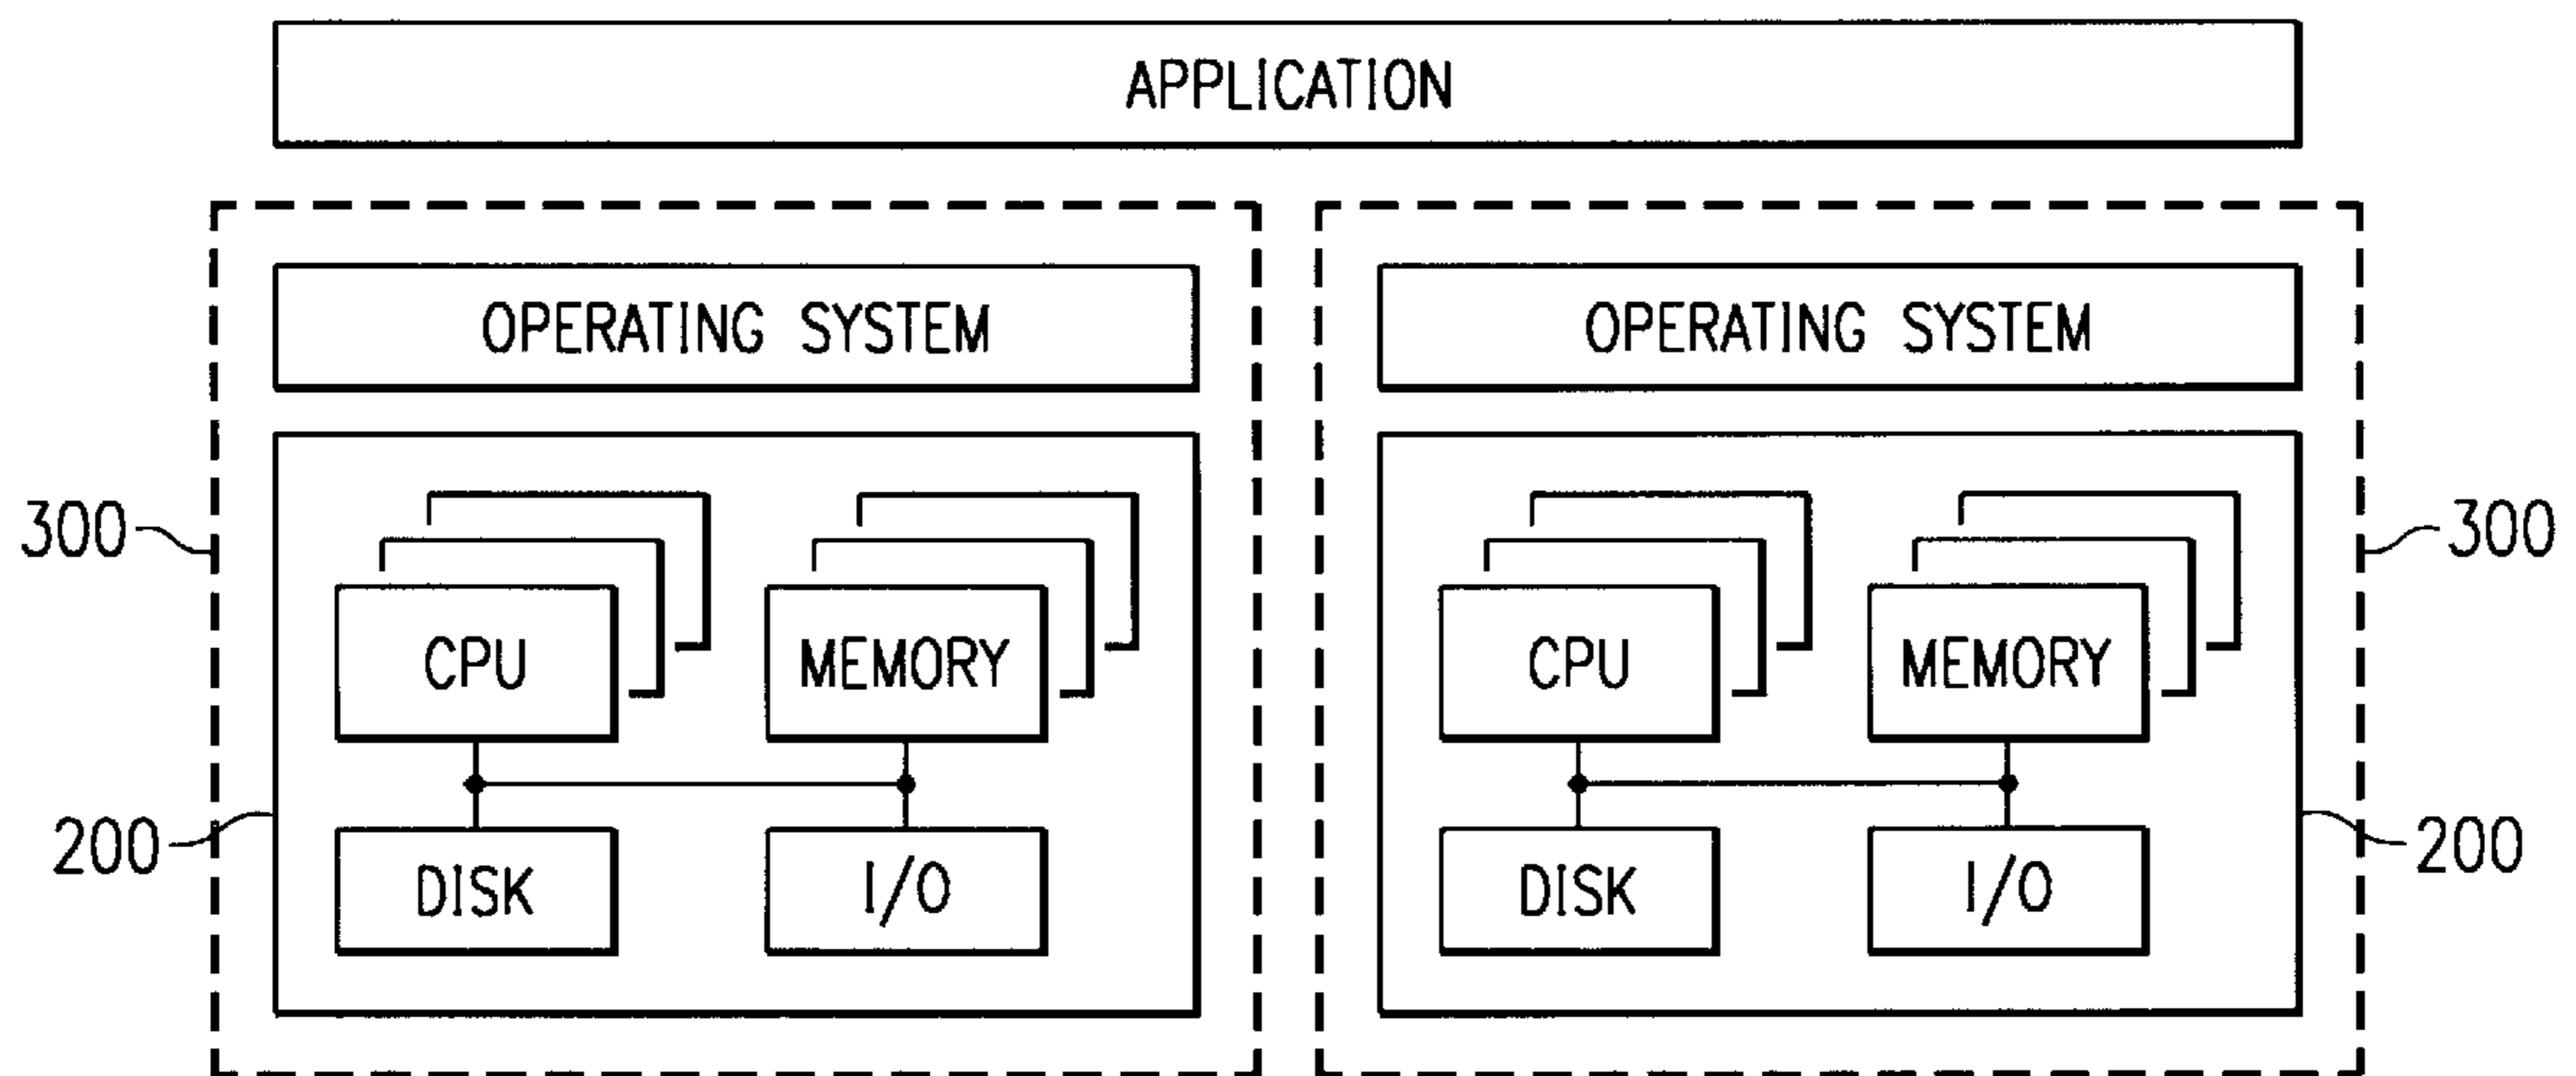 APPLICATION
OPERATING SYSTEM
OPERATING SYSTEM
300
CPU
MEMORY
CPU
MEMORY
300
200
DISK
I/O
DISK
I/O
200